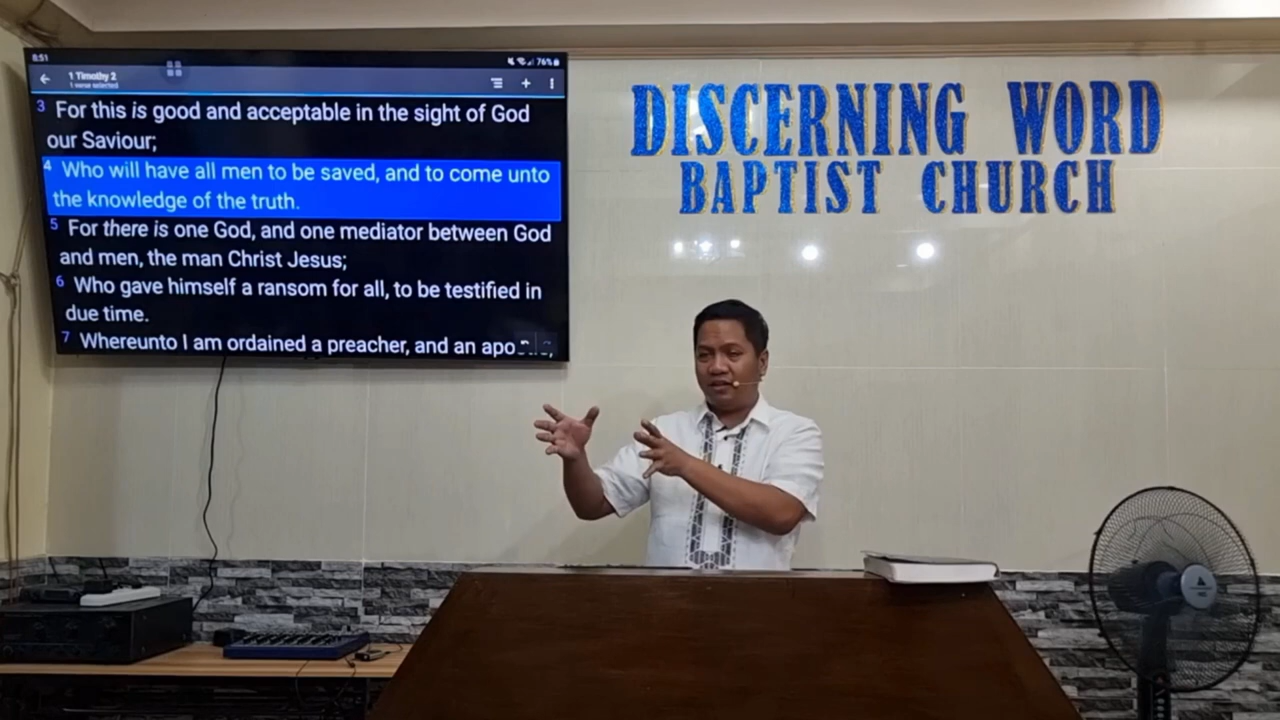 8:51
76%
1 Timothy 2
1 verse selected
3 For this is good and acceptable in the sight of God
our Saviour;
4 Who will have all men to be saved, and to come unto
the knowledge of the truth.
5 For there is one God, and one mediator between God
and men, the man Christ Jesus;
6 Who gave himself a ransom for all, to be testified in
due time.
7 Whereunto I am ordained a preacher, and an
DISCERNING WORD
BAPTIST CHURCH